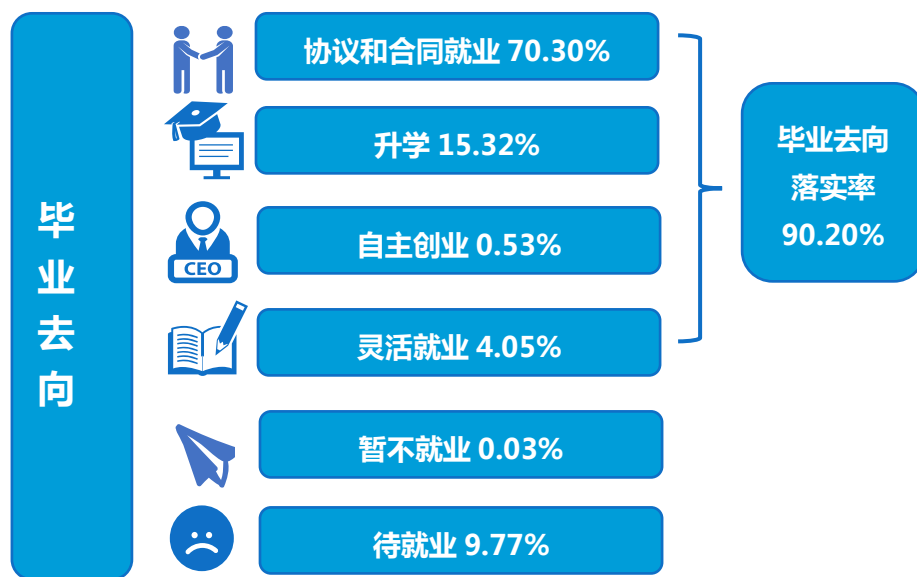 毕业去向
协议和合同就业 70.30%
升学 15.32%
CEO
自主创业 0.53%
灵活就业 4.05%
暂不就业 0.03%
待就业 9.77%
毕业去向
落实率
90.20%